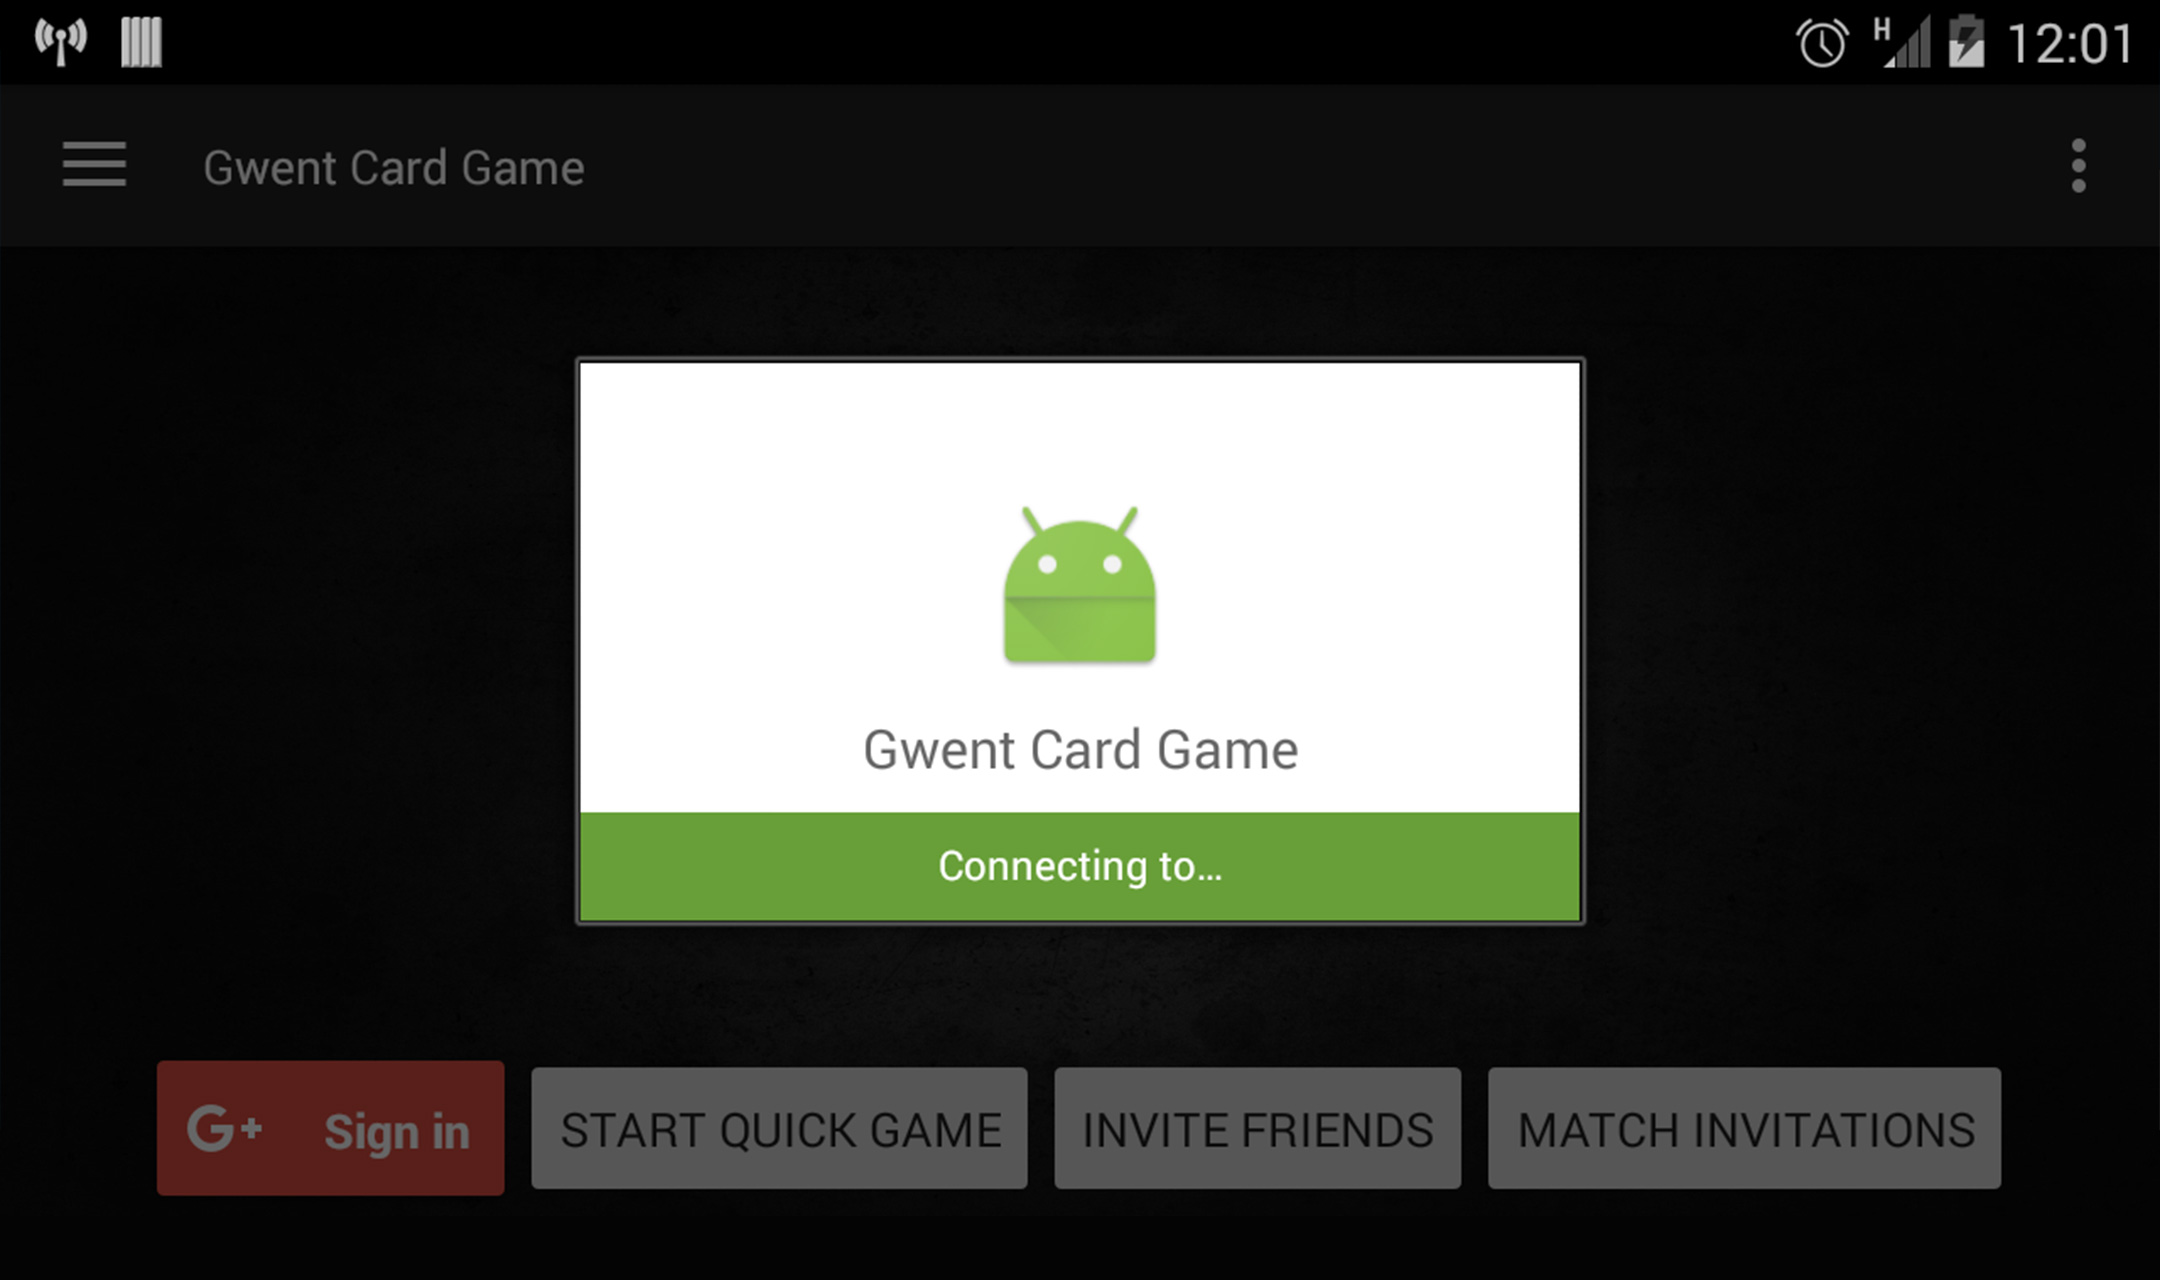 H 12:01
Gwent Card Game
Gwent Card Game
Connecting to...
G+ Sign in
START QUICK GAME
INVITE FRIENDS
MATCH INVITATIONS